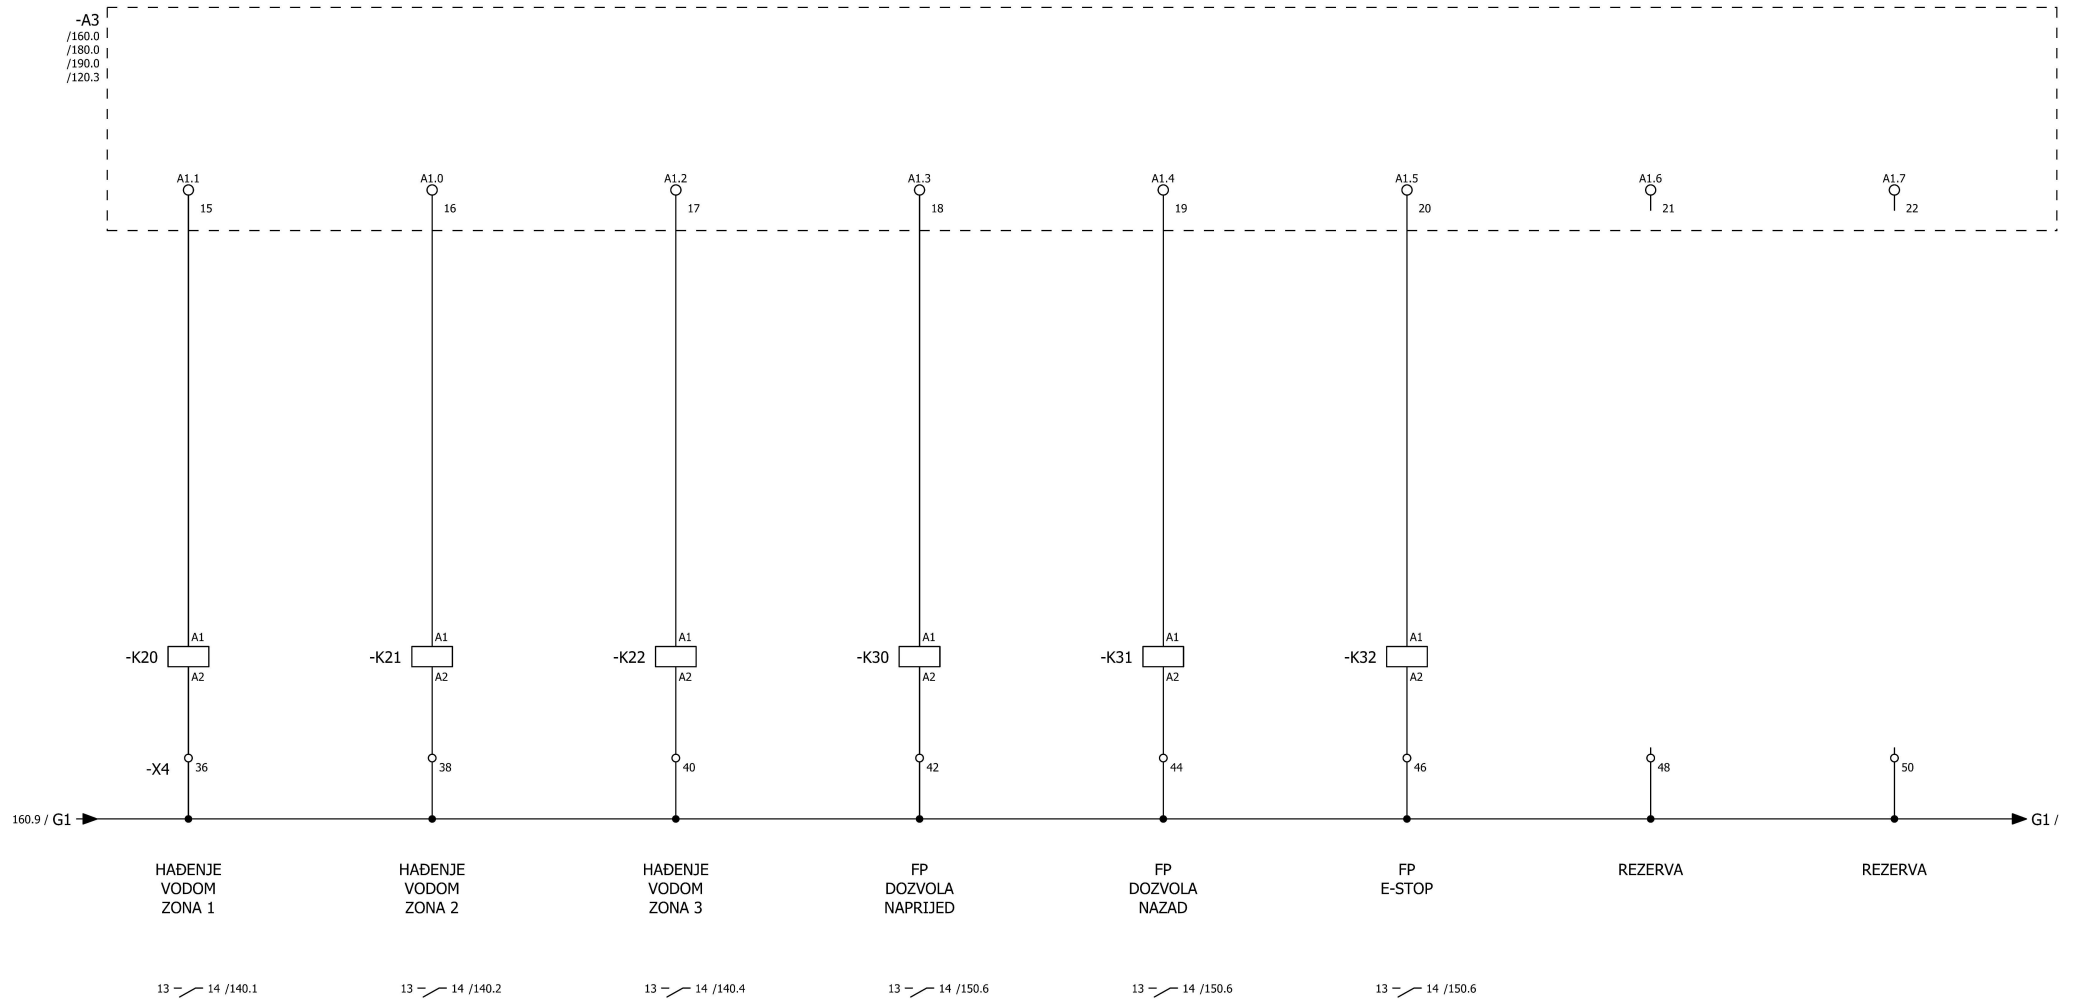 -A3
/160.0
/180.0
/190.0
/120.3
A1.1 A1.0 A1.2 A1.3 A1.4 A1.5 A1.6 A1.7
15 16 17 18 19 20 21 22
A1 A1 A1 A1 A1 A1
-K20 -K21 -K22 -K30 -K31 -K32
A2 A2 A2 A2 A2 A2
-X4 36 38 40 42 44 46 48 50
160.9 / G1 G1 /
HAĐENJE VODOM ZONA 1
HAĐENJE VODOM ZONA 2
HAĐENJE VODOM ZONA 3
FP DOZVOLA NAPRIJED
FP DOZVOLA NAZAD
FP E-STOP
REZERVA
REZERVA
13 14 /140.1
13 14 /140.2
13 14 /140.4
13 14 /150.6
13 14 /150.6
13 14 /150.6